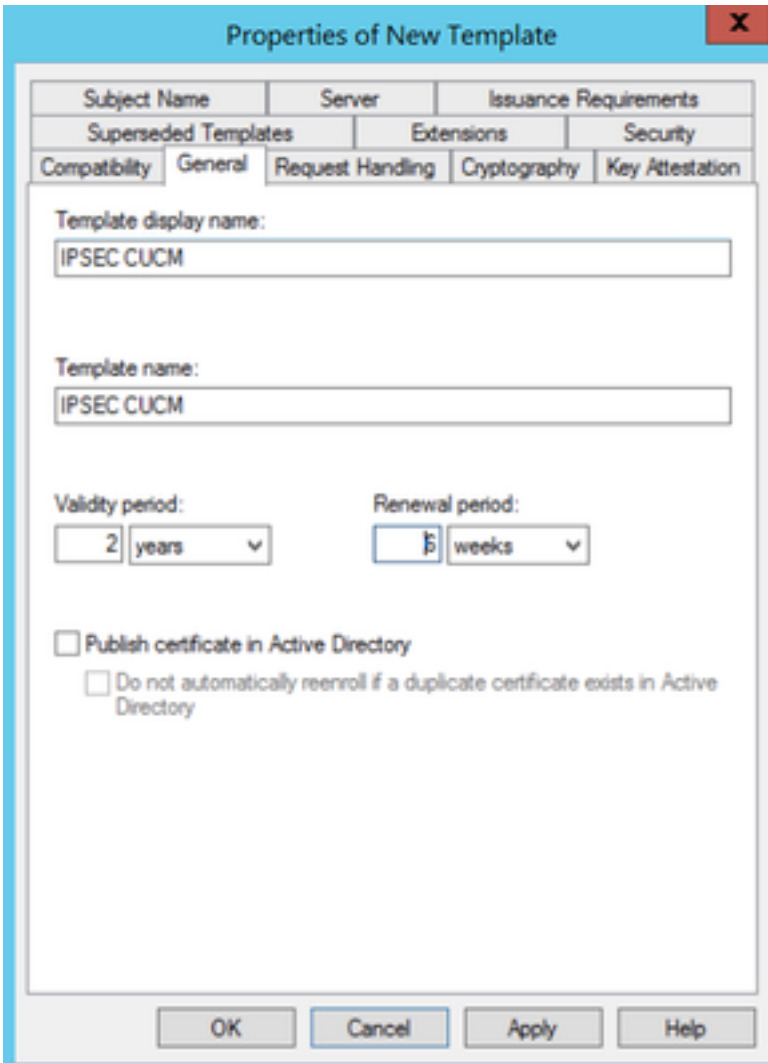 Properties of New Template
x
Subject Name Server Issuance Requirements
Superseded Templates Extensions Security
Compatibility General Request Handling Cryptography Key Attestation
Template display name:
IPSEC CUCM
Template name:
IPSEC CUCM
Validity period: Renewal period:
2 years 6 weeks
Publish certificate in Active Directory
Do not automatically reenroll if a duplicate certificate exists in Active
Directory
OK Cancel Apply Help